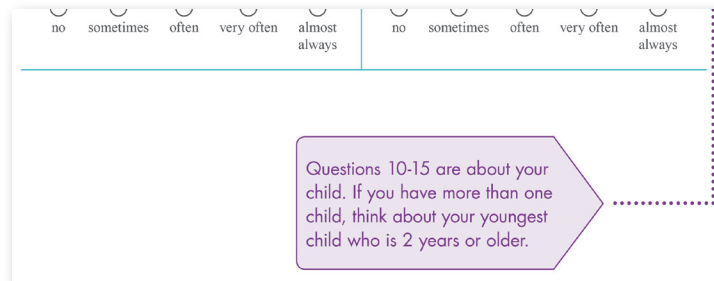 no sometimes often very often almost always no sometimes often very often almost always
Questions 10-15 are about your
child. If you have more than one
child, think about your youngest
child who is 2 years or older.